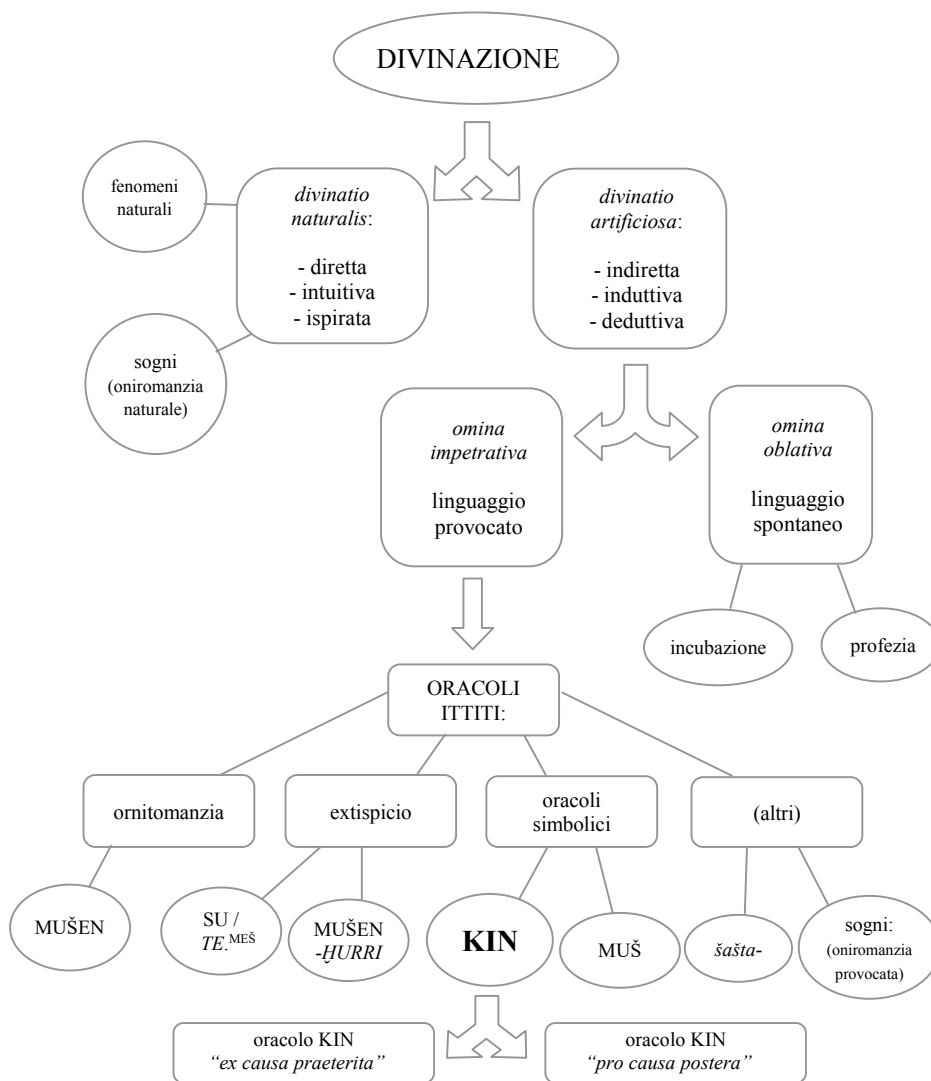 DIVINAZIONE
fenomeni
naturali
divinatio
naturalis:
- diretta
- intuitiva
- ispirata
divinatio
artificiosa:
- indiretta
- induttiva
- deduttiva
sogni
(oniromanzia
naturale)
omina
impetrativa
linguaggio
provocato
omina
oblativa
linguaggio
spontaneo
incubazione
profezia
ORACOLI
ITTITI:
ornitomanzia
extispicio
oracoli
simbolici
(altri)
MUŠEN
SU /
TE.ᴹᴱŠ
MUŠEN
-ḪURRI
KIN
MUŠ
šašta-
sogni:
(oniromanzia
provocata)
oracolo KIN
“ex causa praeterita”
oracolo KIN
“pro causa postera”